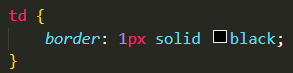 td {
    border: 1px solid black;
}